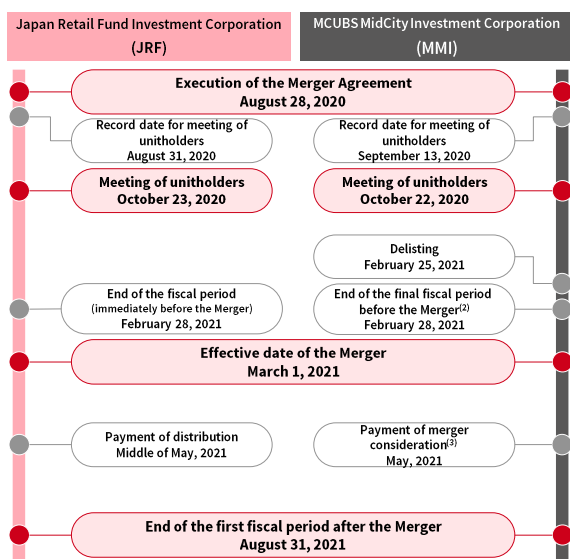 Japan Retail Fund Investment Corporation
(JRF)
MCUBS MidCity Investment Corporation
(MMI)
Execution of the Merger Agreement
August 28, 2020
Record date for meeting of
unitholders
August 31, 2020
Record date for meeting of
unitholders
September 13, 2020
Meeting of unitholders
October 23, 2020
Meeting of unitholders
October 22, 2020
Delisting
February 25, 2021
End of the fiscal period
(immediately before the Merger)
February 28, 2021
End of the final fiscal period
before the Merger(2)
February 28, 2021
Effective date of the Merger
March 1, 2021
Payment of distribution
Middle of May, 2021
Payment of merger
consideration(3)
May, 2021
End of the first fiscal period after the Merger
August 31, 2021